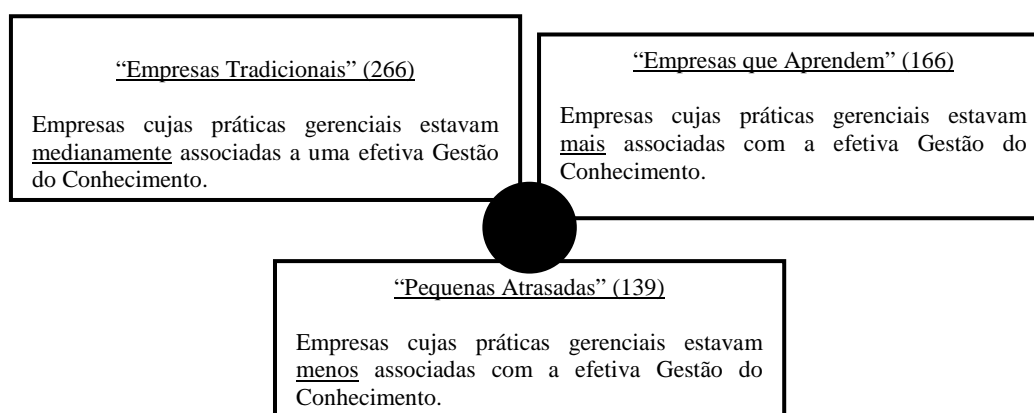 “Empresas Tradicionais” (266)
Empresas cujas práticas gerenciais estavam
medianamente associadas a uma efetiva Gestão
do Conhecimento.
“Empresas que Aprendem” (166)
Empresas cujas práticas gerenciais estavam
mais associadas com a efetiva Gestão do
Conhecimento.
“Pequenas Atrasadas” (139)
Empresas cujas práticas gerenciais estavam
menos associadas com a efetiva Gestão do
Conhecimento.